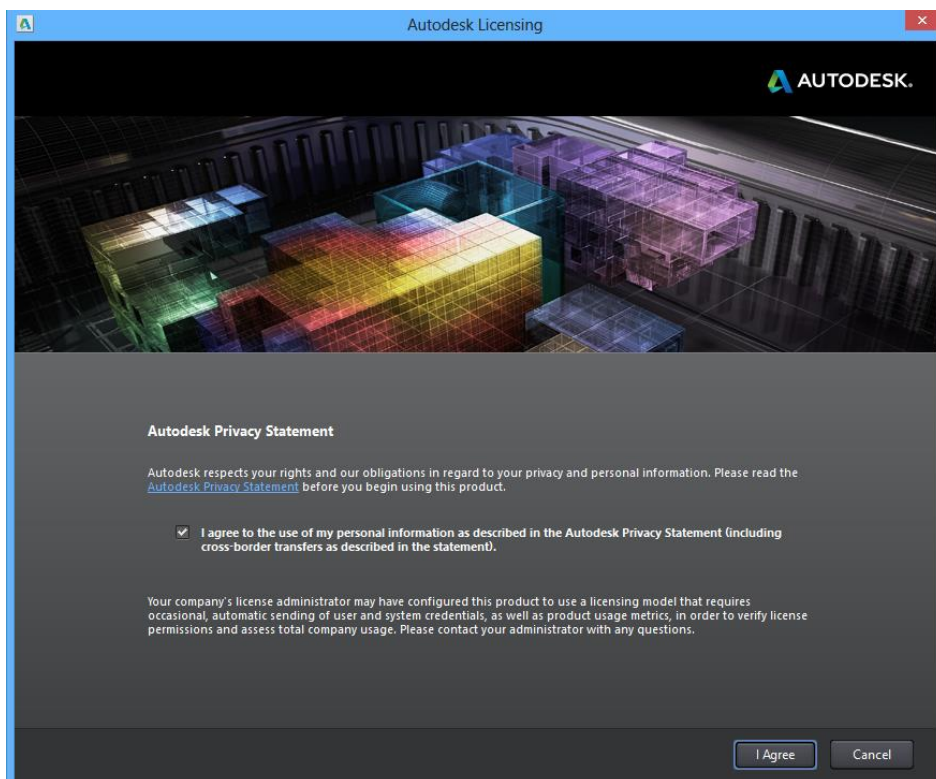 Autodesk Licensing
AUTODESK.
Autodesk Privacy Statement
Autodesk respects your rights and our obligations in regard to your privacy and personal information. Please read the
Autodesk Privacy Statement before you begin using this product.
I agree to the use of my personal information as described in the Autodesk Privacy Statement (including
cross-border transfers as described in the statement).
Your company's license administrator may have configured this product to use a licensing model that requires
occasional, automatic sending of user and system credentials, as well as product usage metrics, in order to verify license
permissions and assess total company usage. Please contact your administrator with any questions.
I Agree
Cancel